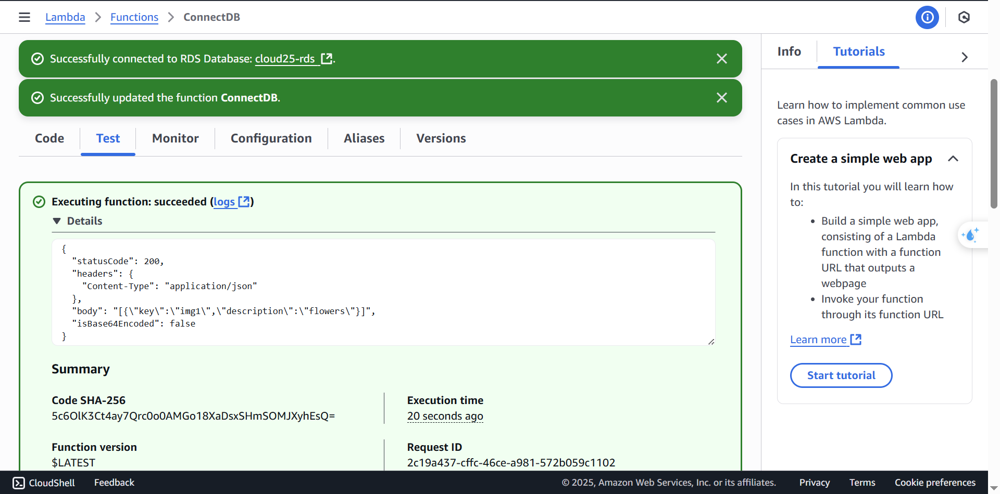 Lambda > Functions > ConnectDB
Successfully connected to RDS Database: cloud25-rds .
Successfully updated the function ConnectDB.
Code
Test
Monitor
Configuration
Aliases
Versions
Executing function: succeeded (logs )
Details
{
  "statusCode": 200,
  "headers": {
    "Content-Type": "application/json"
  },
  "body": "[{\"key\":\"img1\",\"description\":\"flowers\"}]",
  "isBase64Encoded": false
}
Summary
Code SHA-256
5c6OlK3Ct4ay7Qrc0o0AMGo18XaDsxSHmSOMJXyhEsQ=
Execution time
20 seconds ago
Function version
$LATEST
Request ID
2c19a437-cffc-46ce-a981-572b059c1102
Info
Tutorials
Learn how to implement common use
cases in AWS Lambda.
Create a simple web app
In this tutorial you will learn how
to:
• Build a simple web app,
consisting of a Lambda
function with a function
URL that outputs a
webpage
• Invoke your function
through its function URL
Learn more
Start tutorial
CloudShell
Feedback
© 2025, Amazon Web Services, Inc. or its affiliates.
Privacy
Terms
Cookie preferences